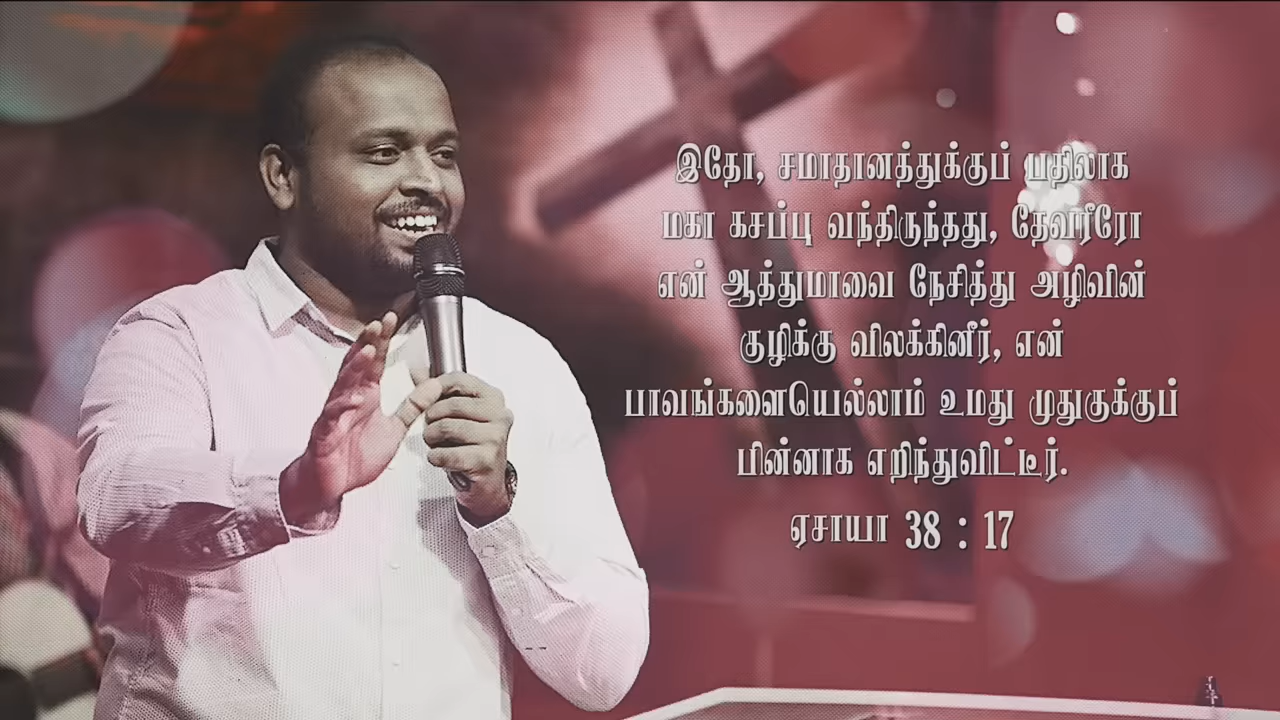 இதோ, சமாதானத்துக்குப் பதிலாக
மகா கசப்பு வந்திருந்தது, தேவரீரோ
என் ஆத்துமாவை நேசித்து அழிவின்
குழிக்கு விலக்கினீர், என்
பாவங்களையெல்லாம் உமது முதுகுக்குப்
பின்னாக எறிந்துவிட்டீர்.
ஏசாயா 38 : 17